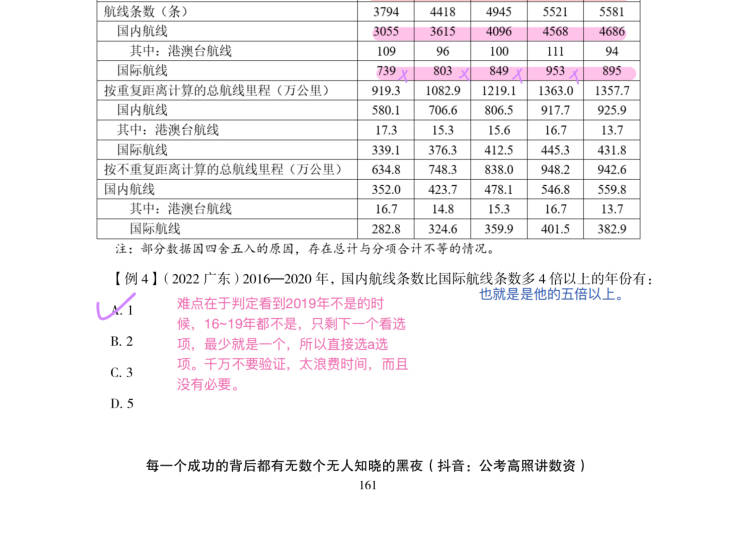 航线条数（条） 3794 4418 4945 5521 5581
国内航线 3055 3615 4096 4568 4686
其中：港澳台航线 109 96 100 111 94
国际航线 739 803 849 953 895
按重复距离计算的总航线里程（万公里） 919.3 1082.9 1219.1 1363.0 1357.7
国内航线 580.1 706.6 806.5 917.7 925.9
其中：港澳台航线 17.3 15.3 15.6 16.7 13.7
国际航线 339.1 376.3 412.5 445.3 431.8
按不重复距离计算的总航线里程（万公里） 634.8 748.3 838.0 948.2 942.6
国内航线 352.0 423.7 478.1 546.8 559.8
其中：港澳台航线 16.7 14.8 15.3 16.7 13.7
国际航线 282.8 324.6 359.9 401.5 382.9
注：部分数据因四舍五入的原因，存在总计与分项合计不等的情况。
【例 4】（2022 广东）2016—2020 年，国内航线条数比国际航线条数多 4 倍以上的年份有：
也就是是他的五倍以上。
A. 1
难点在于判定看到2019年不是的时
候，16~19年都不是，只剩下一个看选
项，最少就是一个，所以直接选a选
项。千万不要验证，太浪费时间，而且
没有必要。
B. 2
C. 3
D. 5
每一个成功的背后都有无数个无人知晓的黑夜（抖音：公考高照讲数资）
161